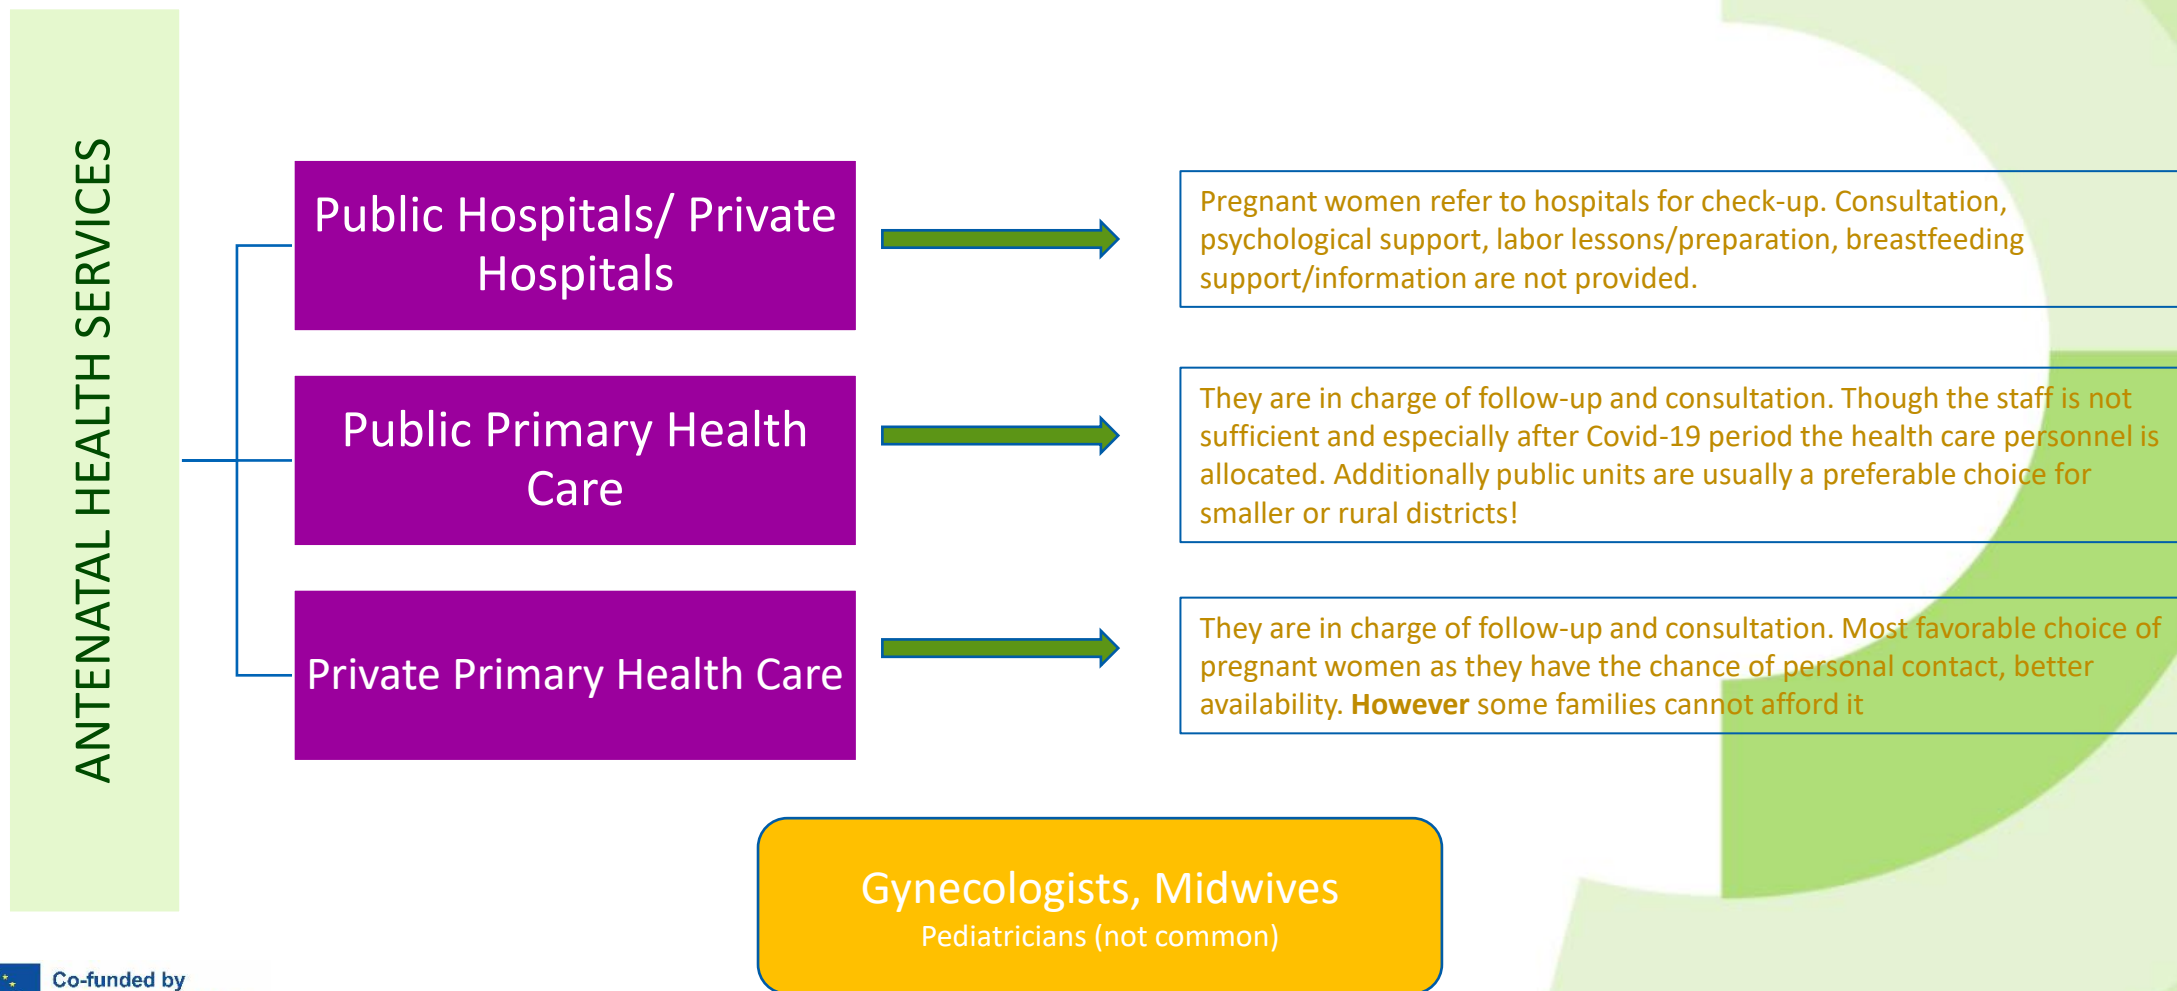 ANTENATAL HEALTH SERVICES
Public Hospitals/ Private
Hospitals
Pregnant women refer to hospitals for check-up. Consultation,
psychological support, labor lessons/preparation, breastfeeding
support/information are not provided.
Public Primary Health
Care
They are in charge of follow-up and consultation. Though the staff is not
sufficient and especially after Covid-19 period the health care personnel is
allocated. Additionally public units are usually a preferable choice for
smaller or rural districts!
Private Primary Health Care
They are in charge of follow-up and consultation. Most favorable choice of
pregnant women as they have the chance of personal contact, better
availability. However some families cannot afford it
Gynecologists, Midwives
Pediatricians (not common)
Co-funded by